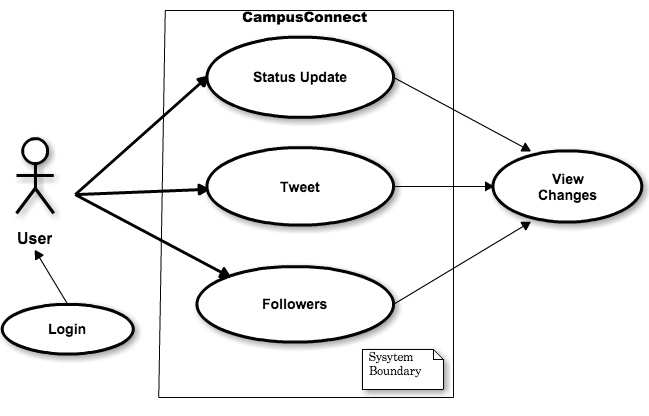 CampusConnect
Status Update
Tweet
View
Changes
User
Followers
Login
Sysytem
Boundary